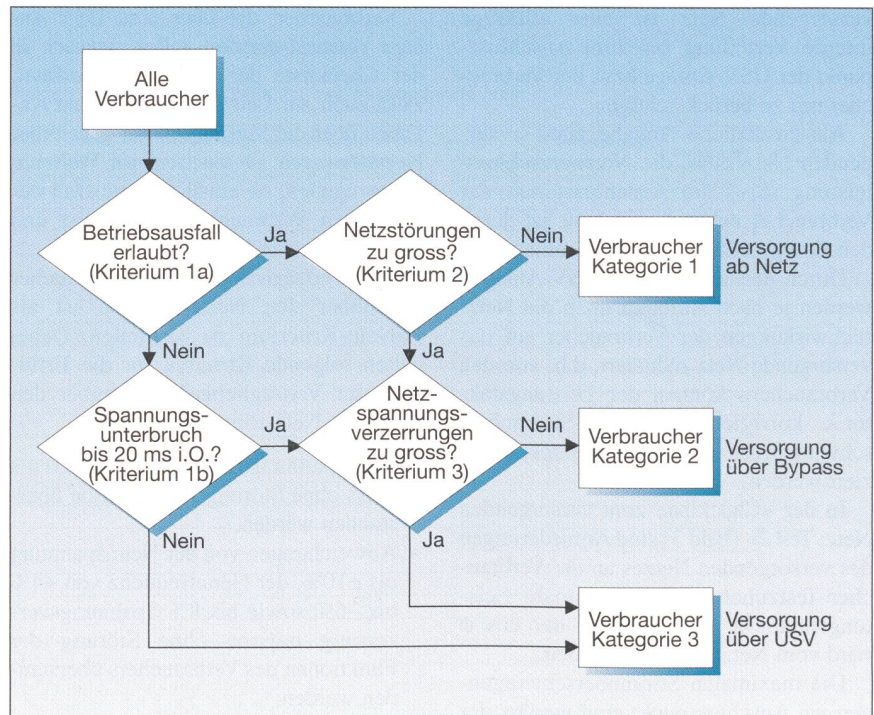 Alle
Verbraucher
Betriebsausfall
erlaubt?
(Kriterium 1a)
Ja
Netzstörungen
zu gross?
(Kriterium 2)
Nein
Verbraucher
Kategorie 1
Versorgung
ab Netz
Nein
Ja
Spannungs-
unterbruch
bis 20 ms i.O.?
(Kriterium 1b)
Ja
Netz-
spannungs-
verzerrungen
zu gross?
(Kriterium 3)
Nein
Verbraucher
Kategorie 2
Versorgung
über Bypass
Nein
Ja
Verbraucher
Kategorie 3
Versorgung
über USV